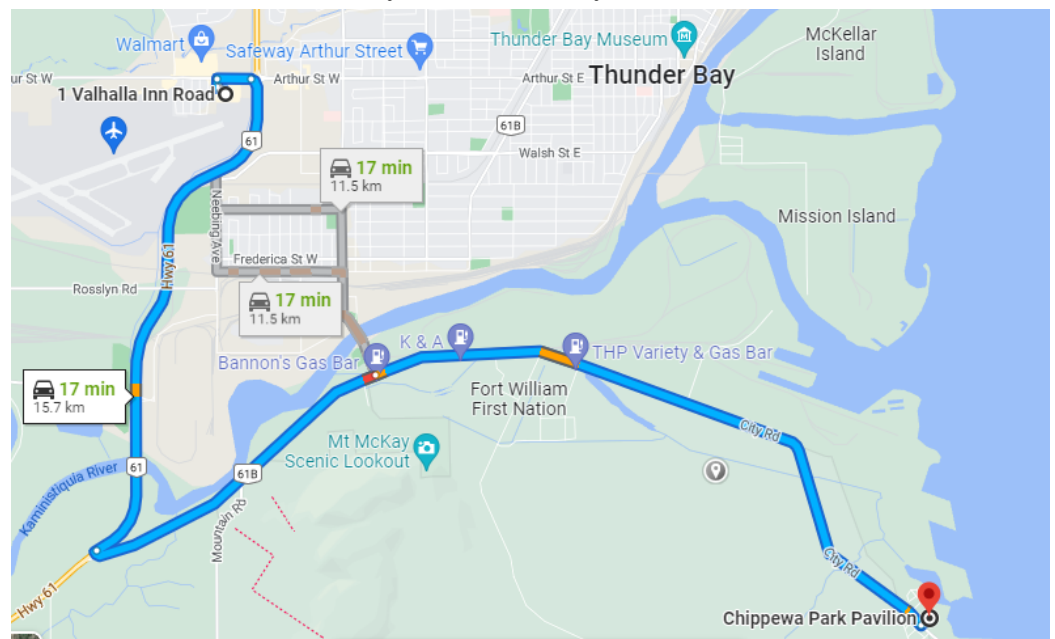 McKellar
Island
Walmart
Safeway Arthur Street
Thunder Bay Museum
Arthur St W
Arthur St E
Thunder Bay
ur St W
1 Valhalla Inn Road
61B
61
Walsh St E
17 min
11.5 km
Neebing Ave
Mission Island
Frederica St W
Hwy 61
Rosslyn Rd
17 min
11.5 km
K & A
THP Variety & Gas Bar
Bannon's Gas Bar
17 min
15.7 km
Fort William
First Nation
City Rd
Mt McKay
Scenic Lookout
61
61B
Kaministiquia River
Mountain Rd
City Rd
Hwy 61
Chippewa Park Pavilion